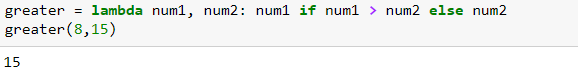 greater = lambda num1, num2: num1 if num1 > num2 else num2
greater(8,15)
15